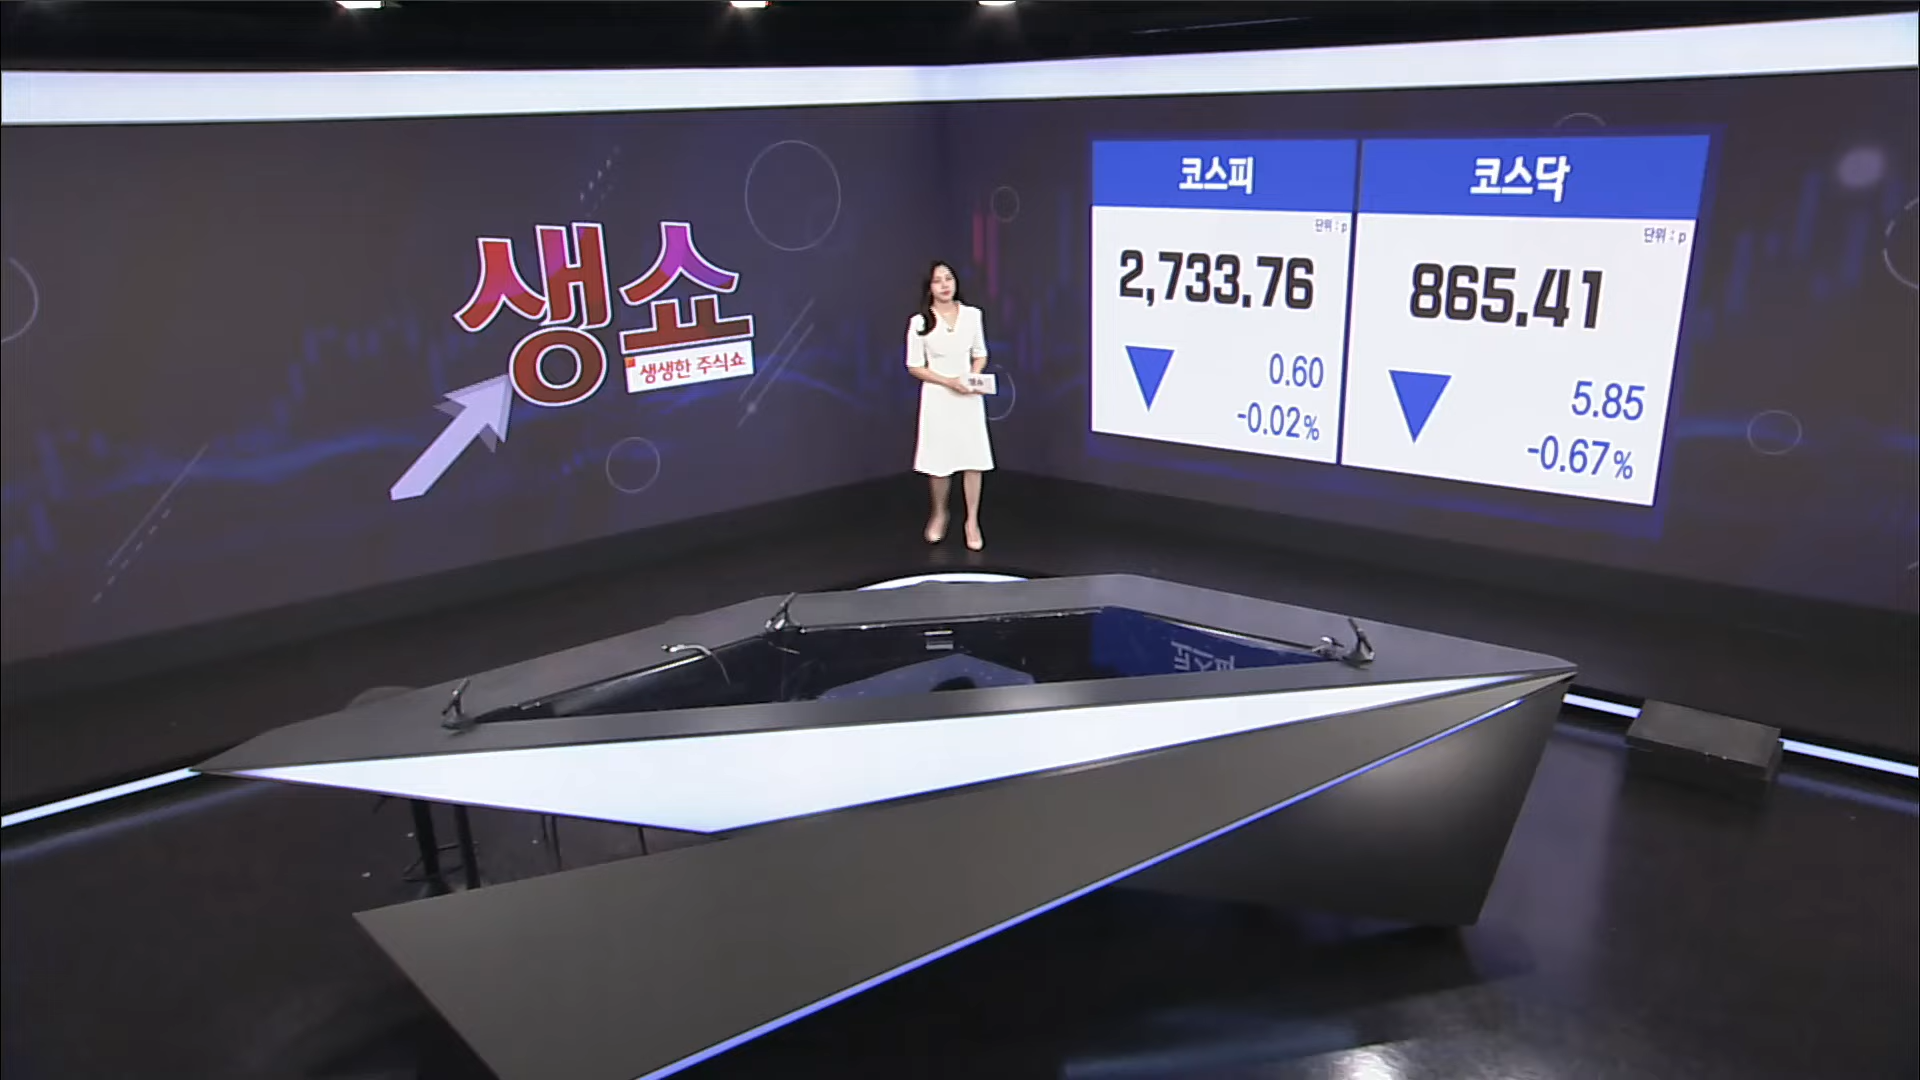 생쇼
생생한 주식쇼
코스피
단위 : p
2,733.76
▼ 0.60
-0.02%
코스닥
단위 : p
865.41
▼ 5.85
-0.67%